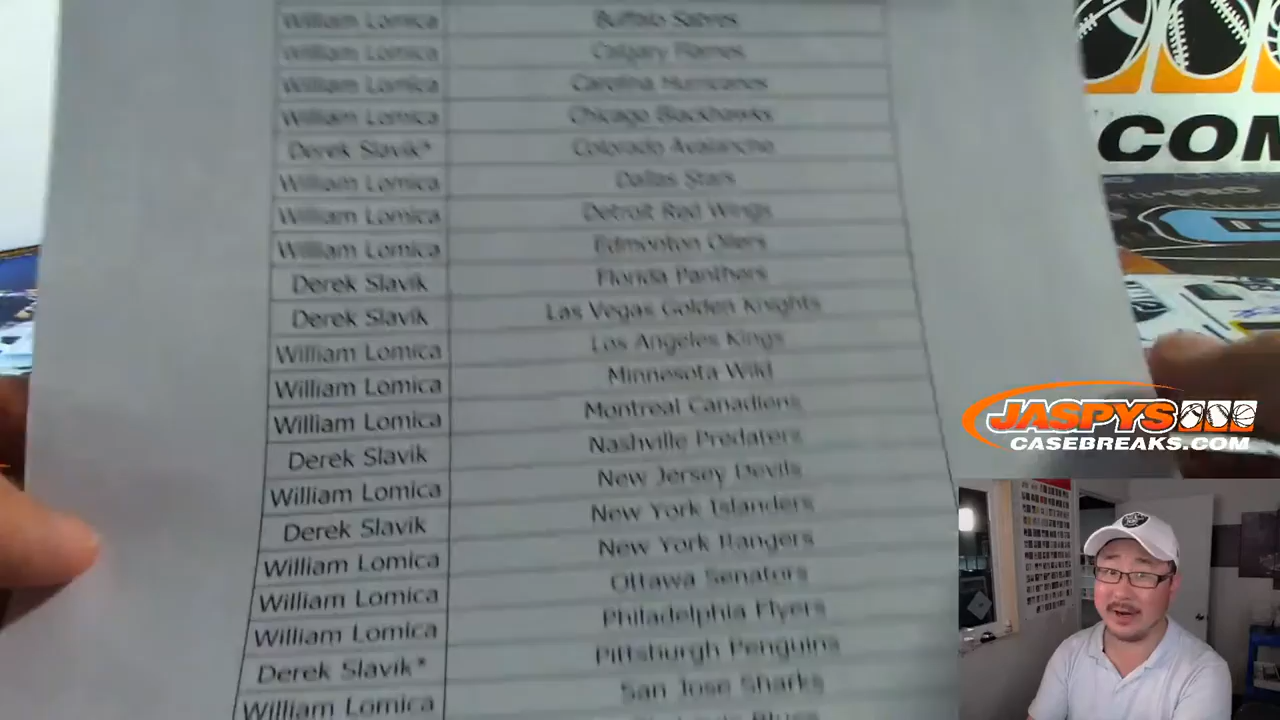 William Lomica Buffalo Sabres
William Lomica Calgary Flames
William Lomica Carolina Hurricanes
William Lomica Chicago Blackhawks
Derek Slavik* Colorado Avalanche
William Lomica Dallas Stars
William Lomica Detroit Red Wings
William Lomica Edmonton Oilers
Derek Slavik Florida Panthers
Derek Slavik Las Vegas Golden Knights
William Lomica Los Angeles Kings
William Lomica Minnesota Wild
William Lomica Montreal Canadiens
Derek Slavik Nashville Predaters
William Lomica New Jersey Devils
Derek Slavik New York Islanders
William Lomica New York Rangers
William Lomica Ottawa Senators
William Lomica Philadelphia Flyers
Derek Slavik* Pittsburgh Penguins
William Lomica San Jose Sharks
Blues
COM
JASPYS
CASEBREAKS.COM